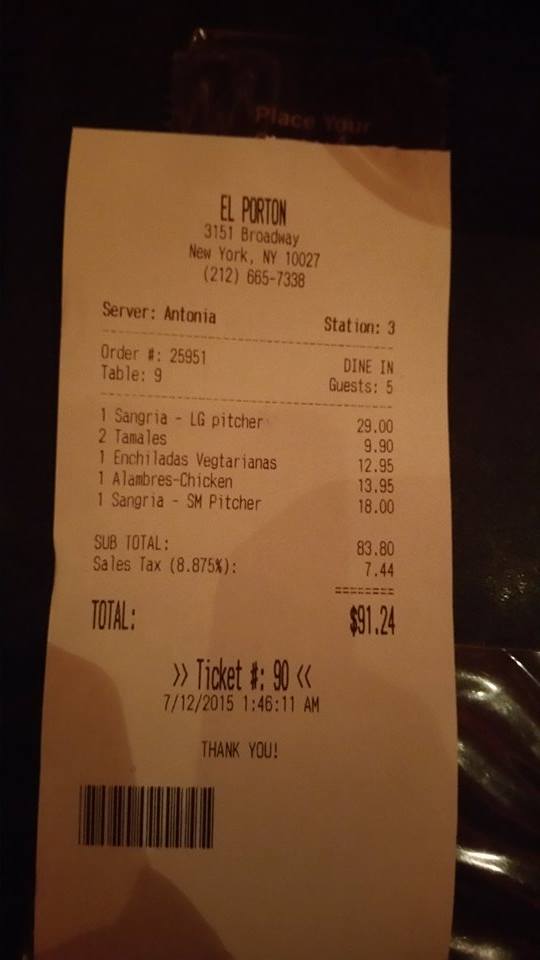 Place Your
EL PORTON
3151 Broadway
New York, NY 10027
(212) 665-7338
Server: Antonia Station: 3
Order #: 25951 DINE IN
Table: 9 Guests: 5
1 Sangria - LG pitcher 29.00
2 Tamales 9.90
1 Enchiladas Vegtarianas 12.95
1 Alambres-Chicken 13.95
1 Sangria - SM Pitcher 18.00
SUB TOTAL: 83.80
Sales Tax (8.875%): 7.44
========
TOTAL: $91.24
>> Ticket #: 90 <<
7/12/2015 1:46:11 AM
THANK YOU!